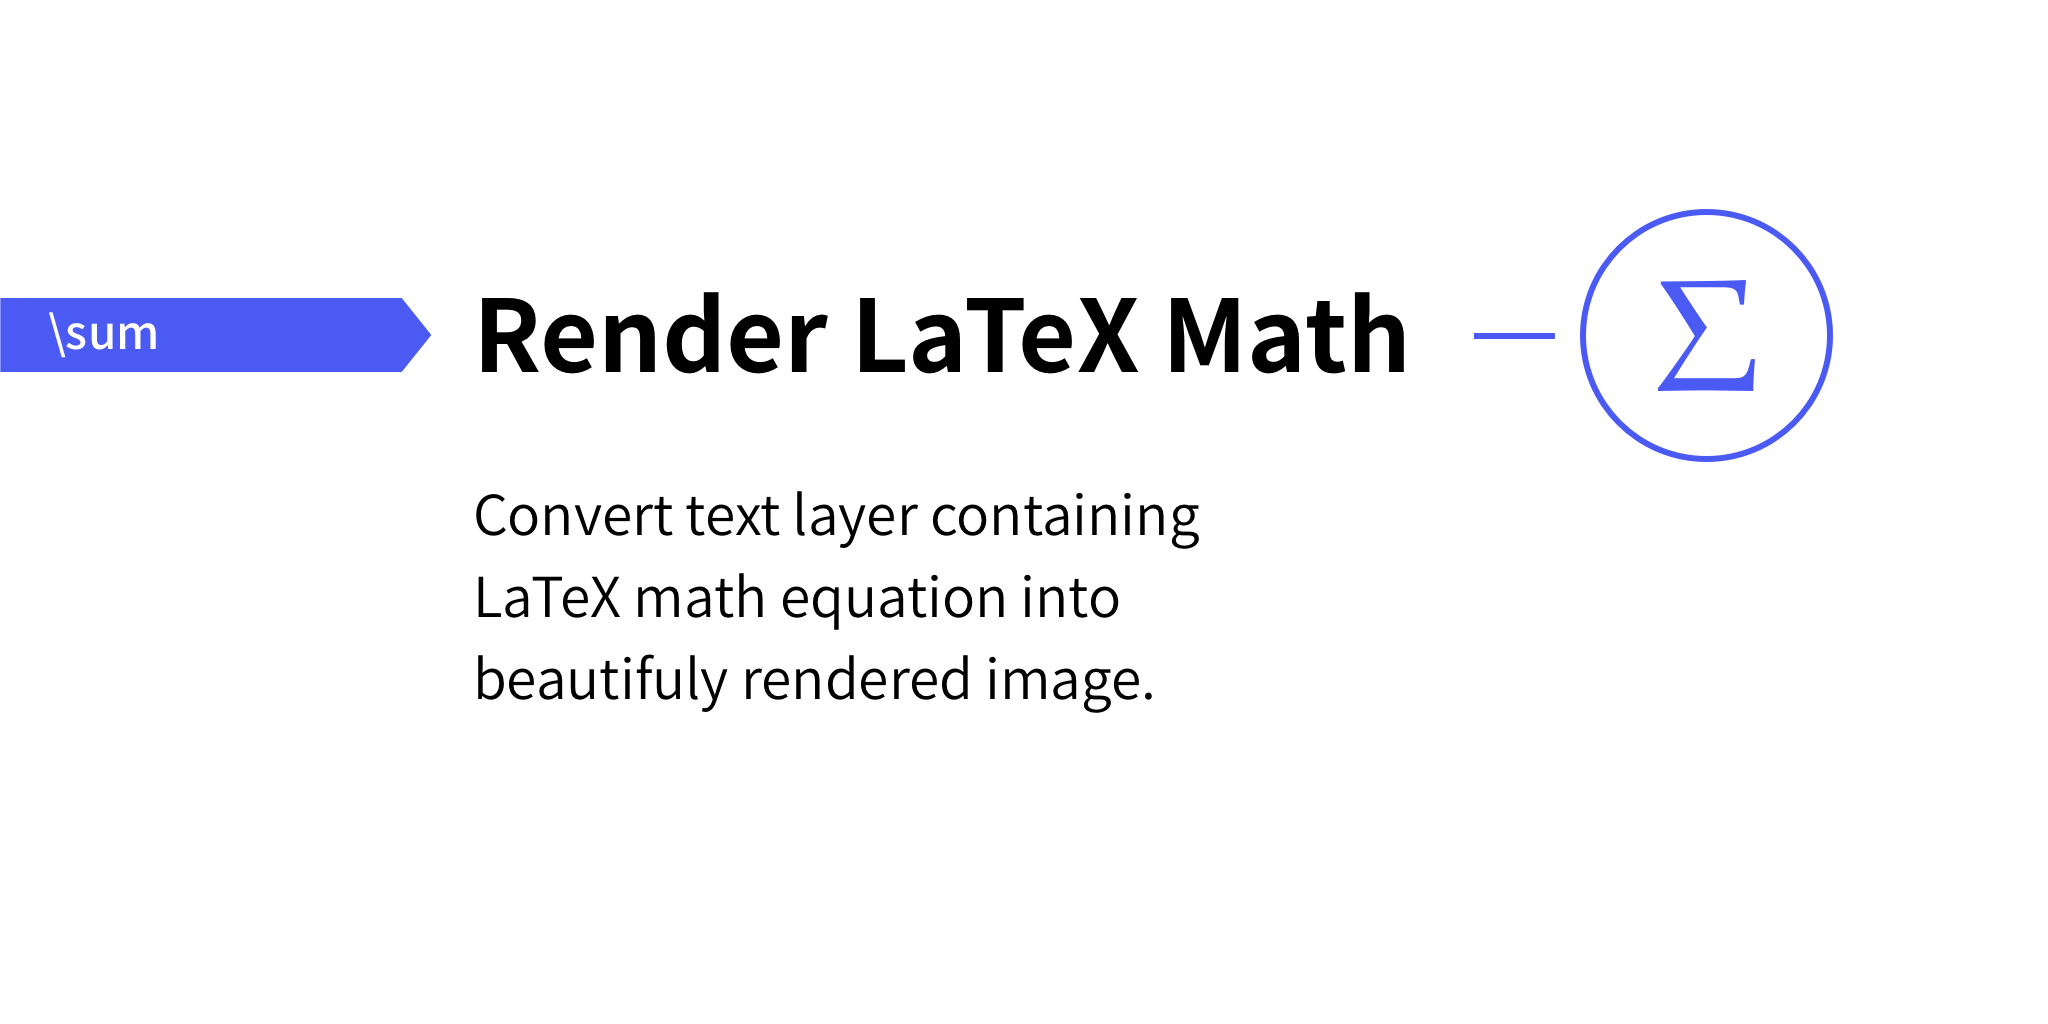 \sum
Render LaTeX Math
Σ
Convert text layer containing
LaTeX math equation into
beautifuly rendered image.